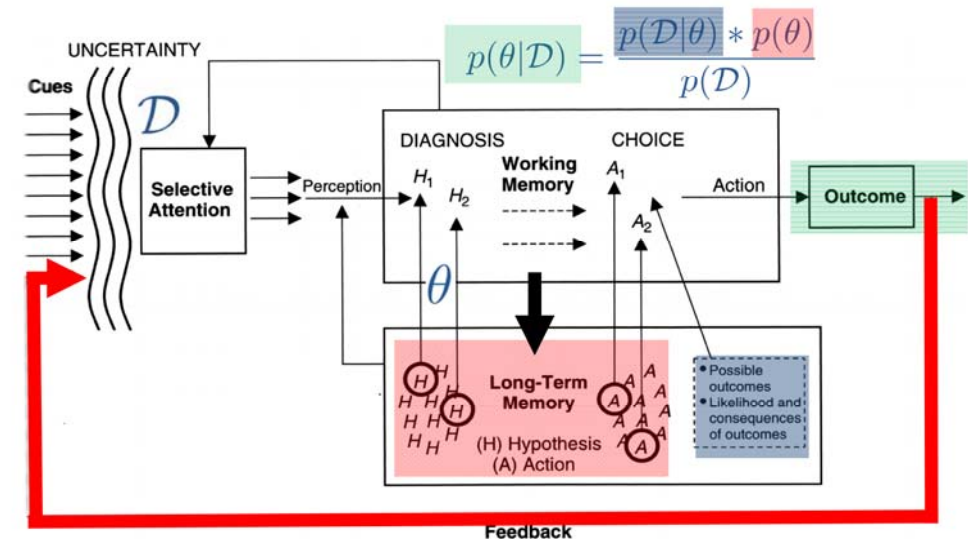 UNCERTAINTY
Cues
𝒟
p(θ|𝒟) = p(𝒟|θ) * p(θ)
p(𝒟)
Selective
Attention
Perception
DIAGNOSIS
CHOICE
H₁
H₂
Working
Memory
A₁
A₂
Action
Outcome
θ
H H
H H H
H H H
H H
Long-Term
Memory
(H) Hypothesis
(A) Action
A A
A A A
A A A
A A
• Possible
outcomes
• Likelihood and
consequences
of outcomes
Feedback